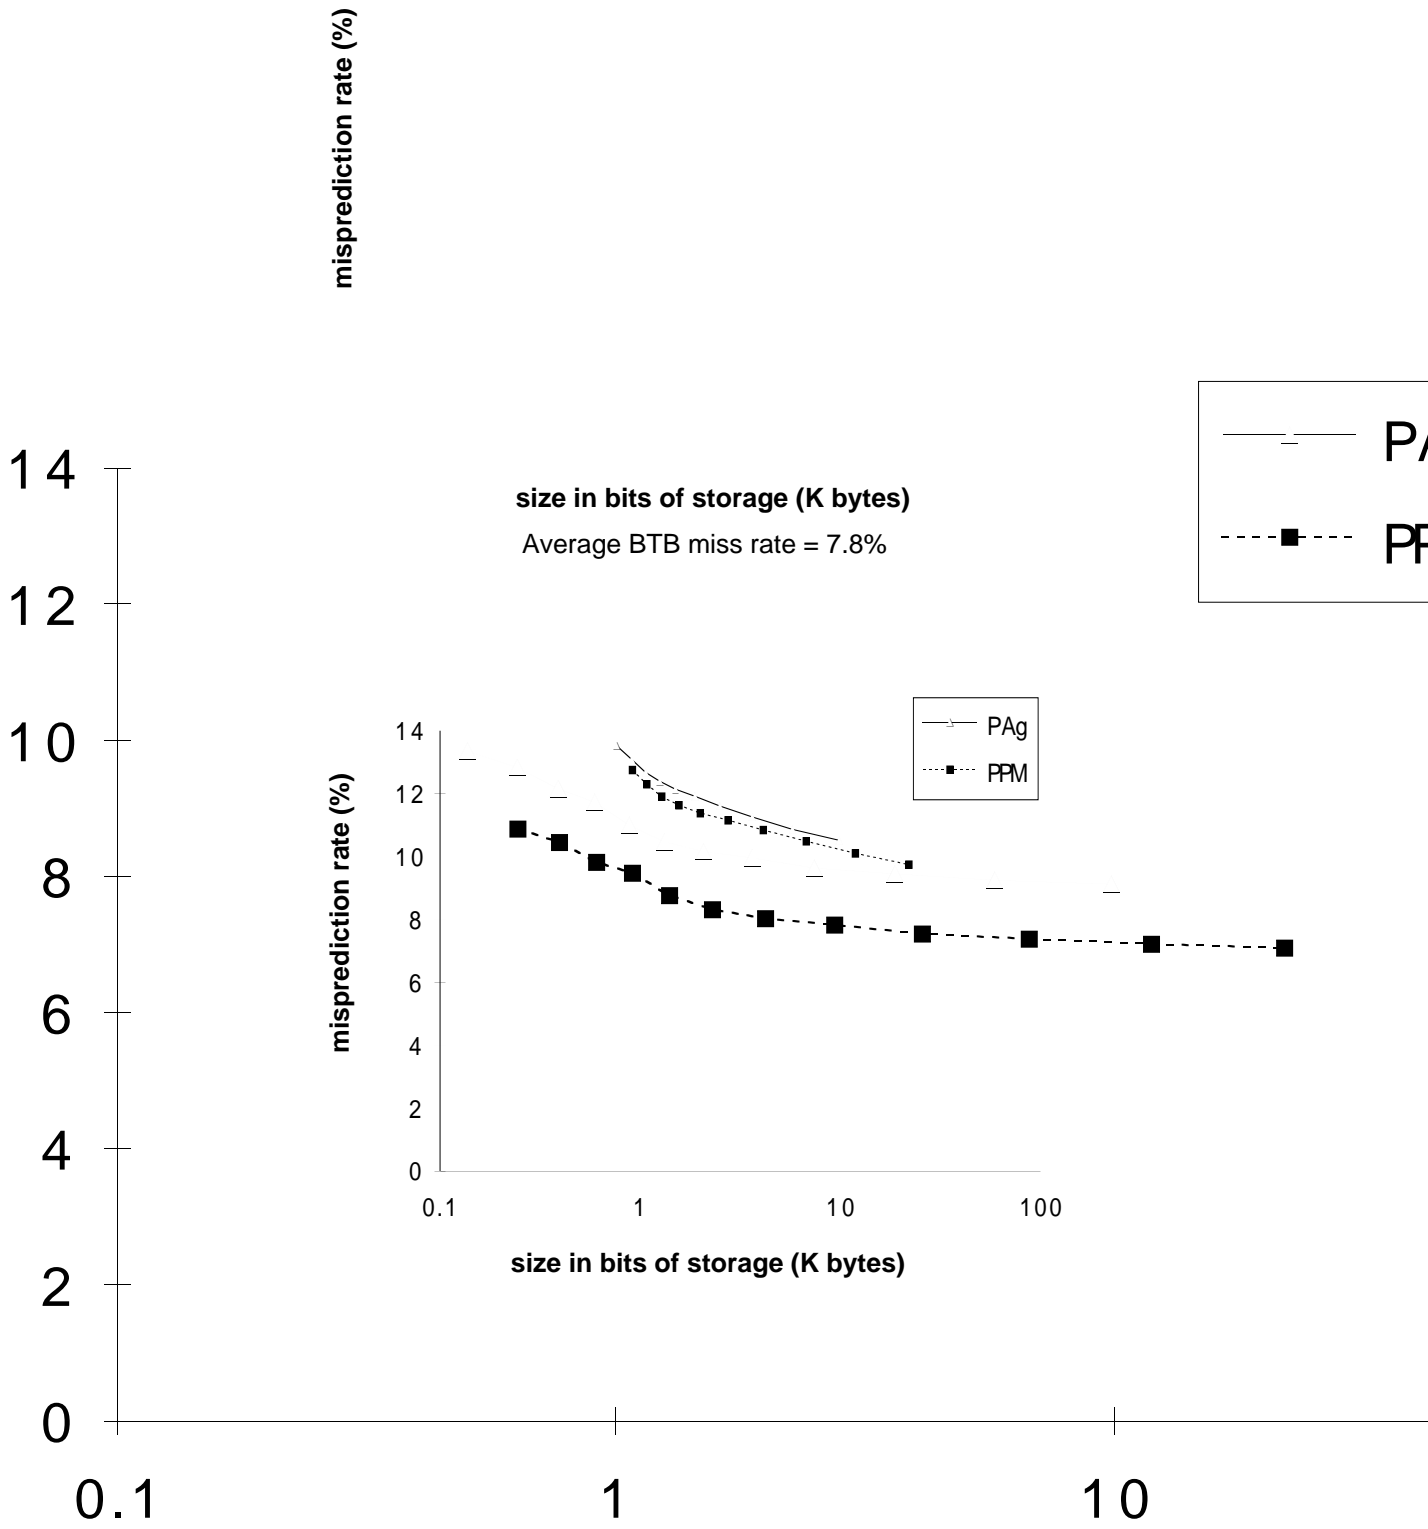 misprediction rate (%)
PA
14
size in bits of storage (K bytes)
PP
Average BTB miss rate = 7.8%
12
PAg
14
10
PPM
12
misprediction rate (%)
10
8
8
6
6
4
4
2
0
0.1
1
10
100
size in bits of storage (K bytes)
2
0
0.1
1
10